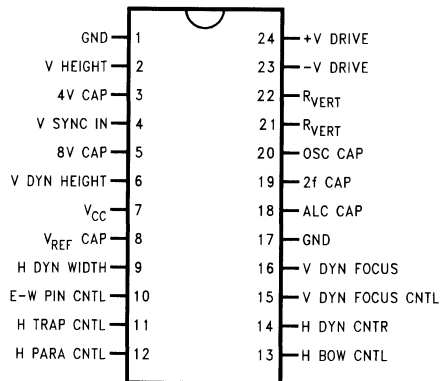 GND 1 24 +V DRIVE
V HEIGHT 2 23 -V DRIVE
4V CAP 3 22 RVERT
V SYNC IN 4 21 RVERT
8V CAP 5 20 OSC CAP
V DYN HEIGHT 6 19 2f CAP
VCC 7 18 ALC CAP
VREF CAP 8 17 GND
H DYN WIDTH 9 16 V DYN FOCUS
E-W PIN CNTL 10 15 V DYN FOCUS CNTL
H TRAP CNTL 11 14 H DYN CNTR
H PARA CNTL 12 13 H BOW CNTL